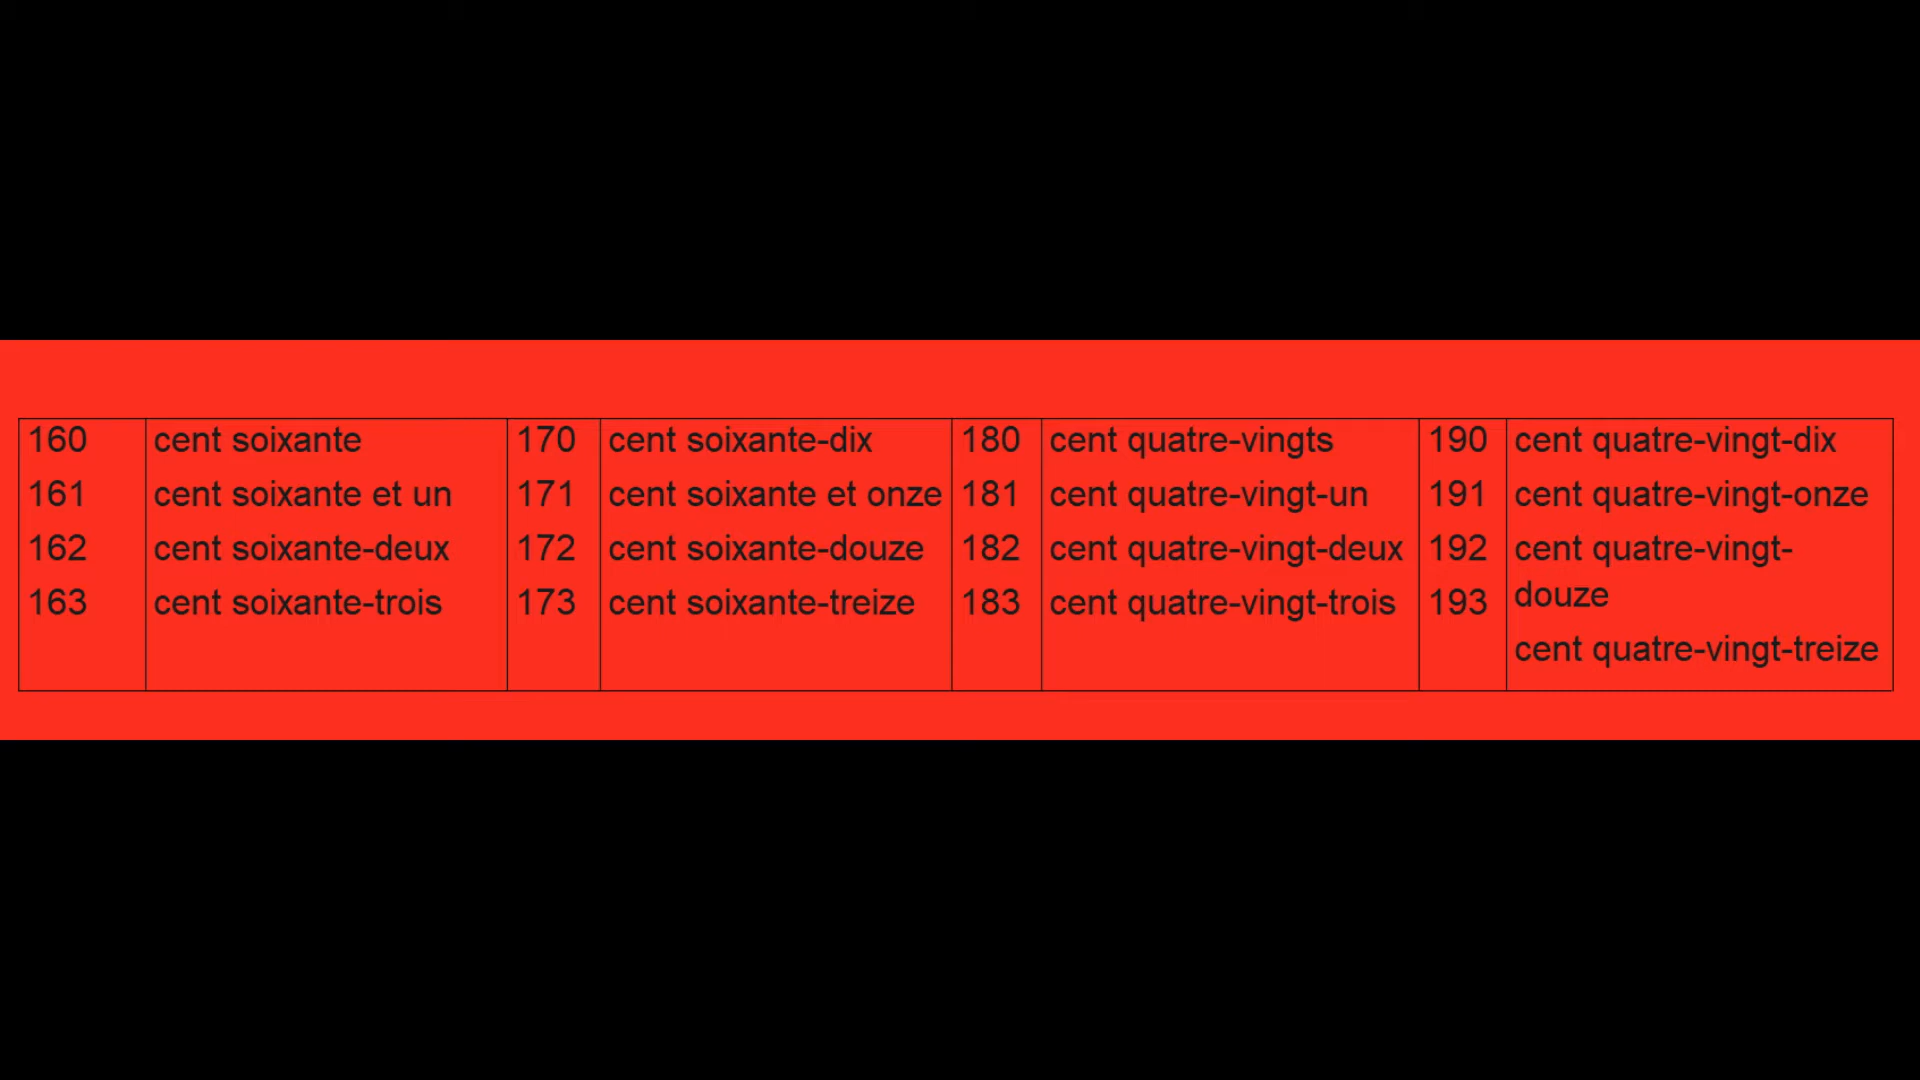 160 cent soixante 170 cent soixante-dix 180 cent quatre-vingts 190 cent quatre-vingt-dix
161 cent soixante et un 171 cent soixante et onze 181 cent quatre-vingt-un 191 cent quatre-vingt-onze
162 cent soixante-deux 172 cent soixante-douze 182 cent quatre-vingt-deux 192 cent quatre-vingt-
douze
163 cent soixante-trois 173 cent soixante-treize 183 cent quatre-vingt-trois 193
cent quatre-vingt-treize